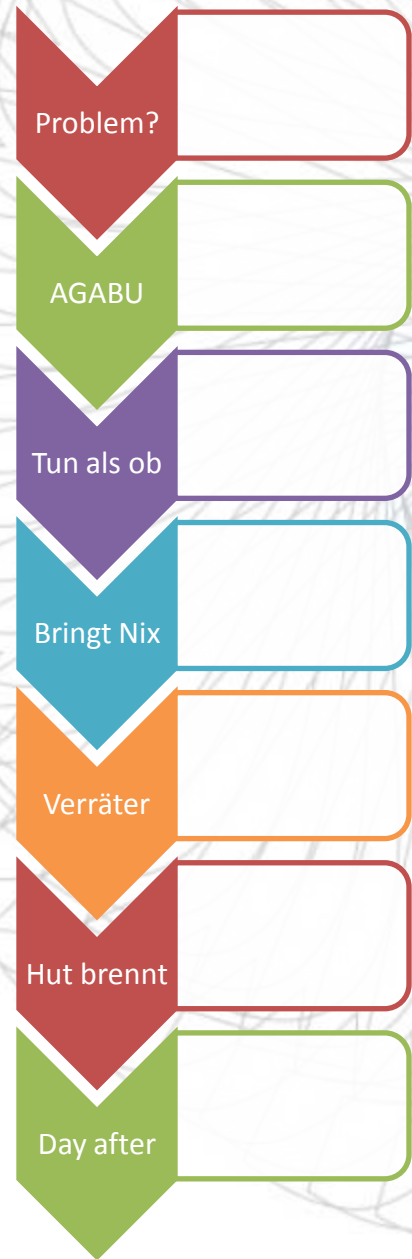 Problem?
AGABU
Tun als ob
Bringt Nix
Verräter
Hut brennt
Day after